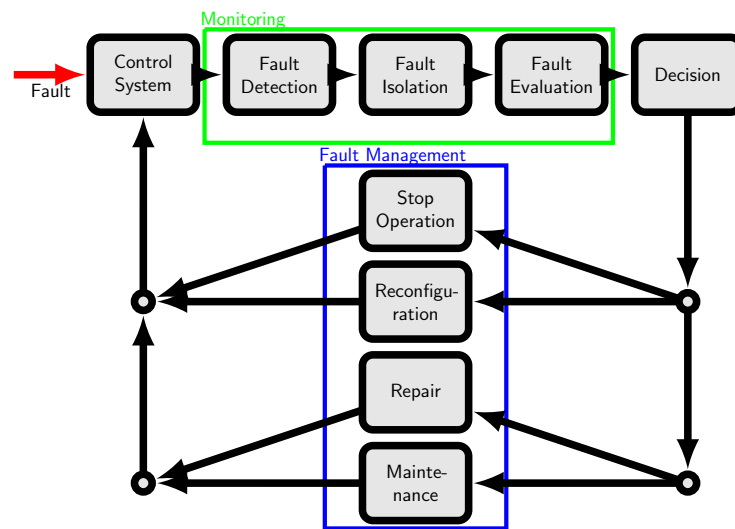 Monitoring
Control
System
Fault
Detection
Fault
Isolation
Fault
Evaluation
Decision
Fault
Fault Management
Stop
Operation
Reconfigu-
ration
Repair
Mainte-
nance